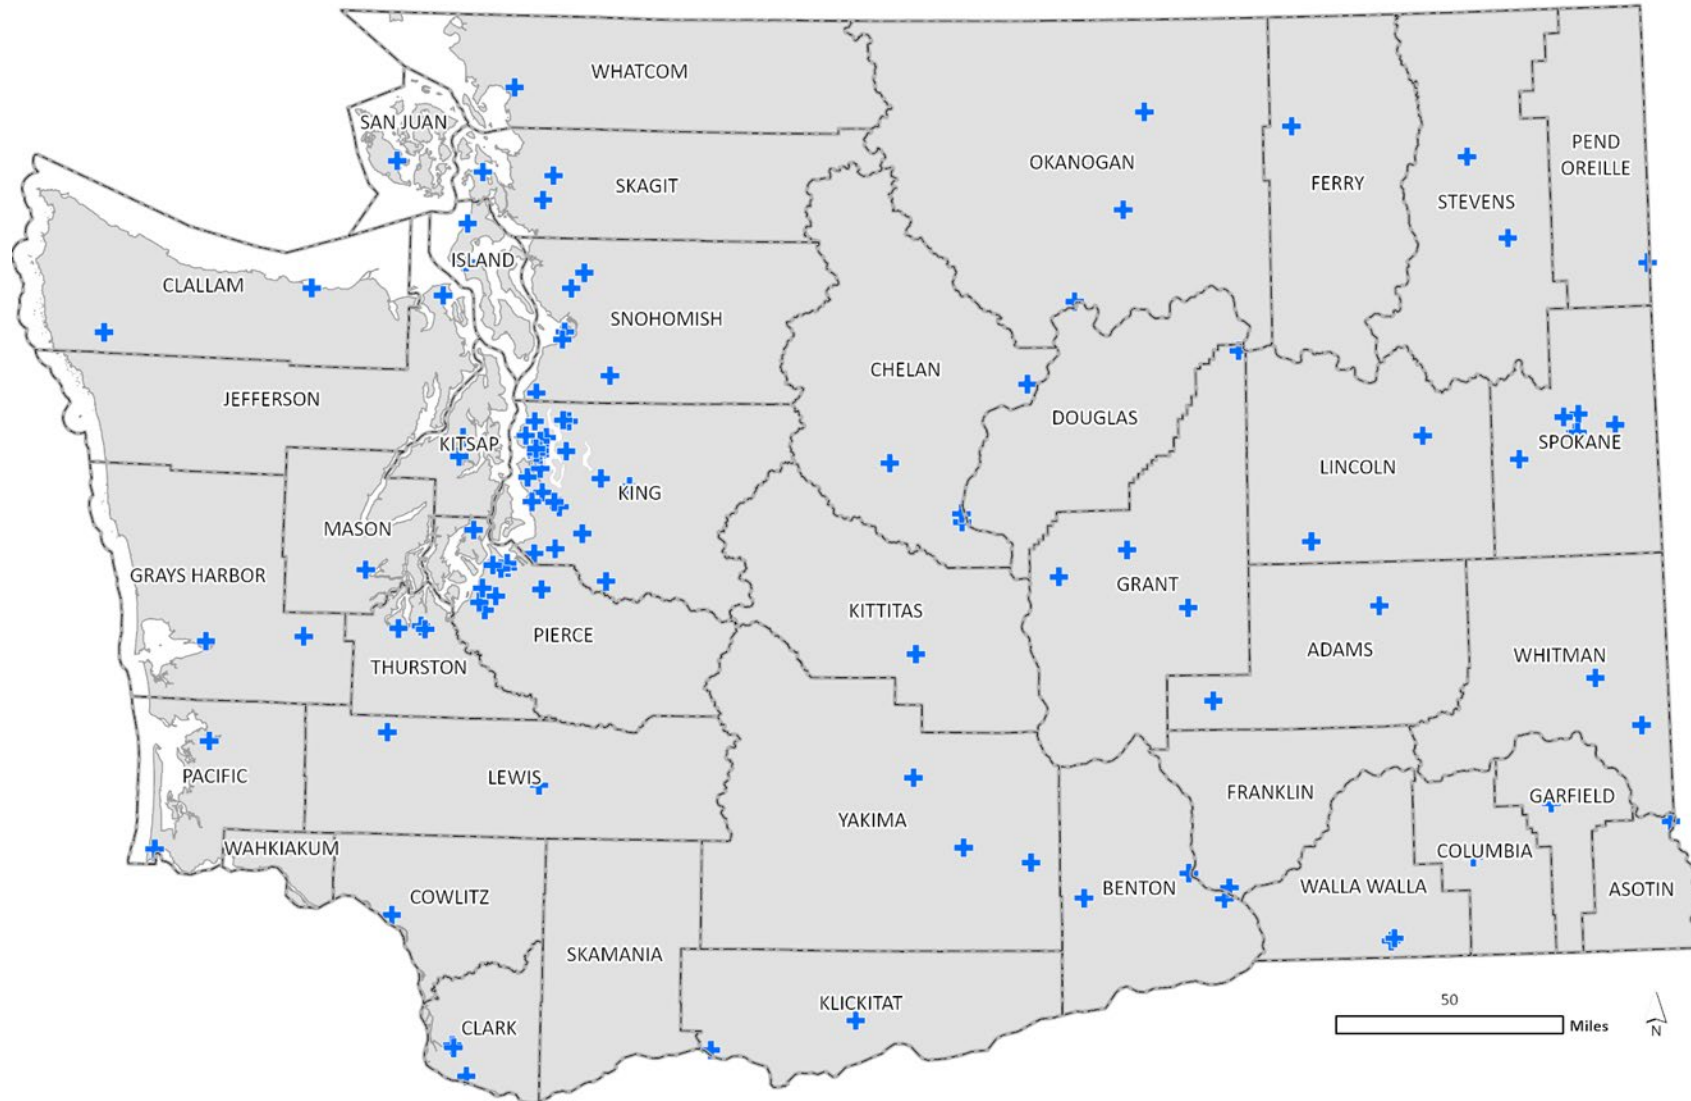 WHATCOM
SAN JUAN
OKANOGAN
PEND
OREILLE
SKAGIT
FERRY
STEVENS
ISLAND
CLALLAM
SNOHOMISH
CHELAN
JEFFERSON
DOUGLAS
KITSAP
SPOKANE
LINCOLN
KING
MASON
GRAYS HARBOR
GRANT
KITTITAS
PIERCE
ADAMS
WHITMAN
THURSTON
PACIFIC
LEWIS
FRANKLIN
GARFIELD
YAKIMA
WAHKIAKUM
COLUMBIA
BENTON
WALLA WALLA
ASOTIN
COWLITZ
SKAMANIA
KLICKITAT
CLARK
50
Miles
N